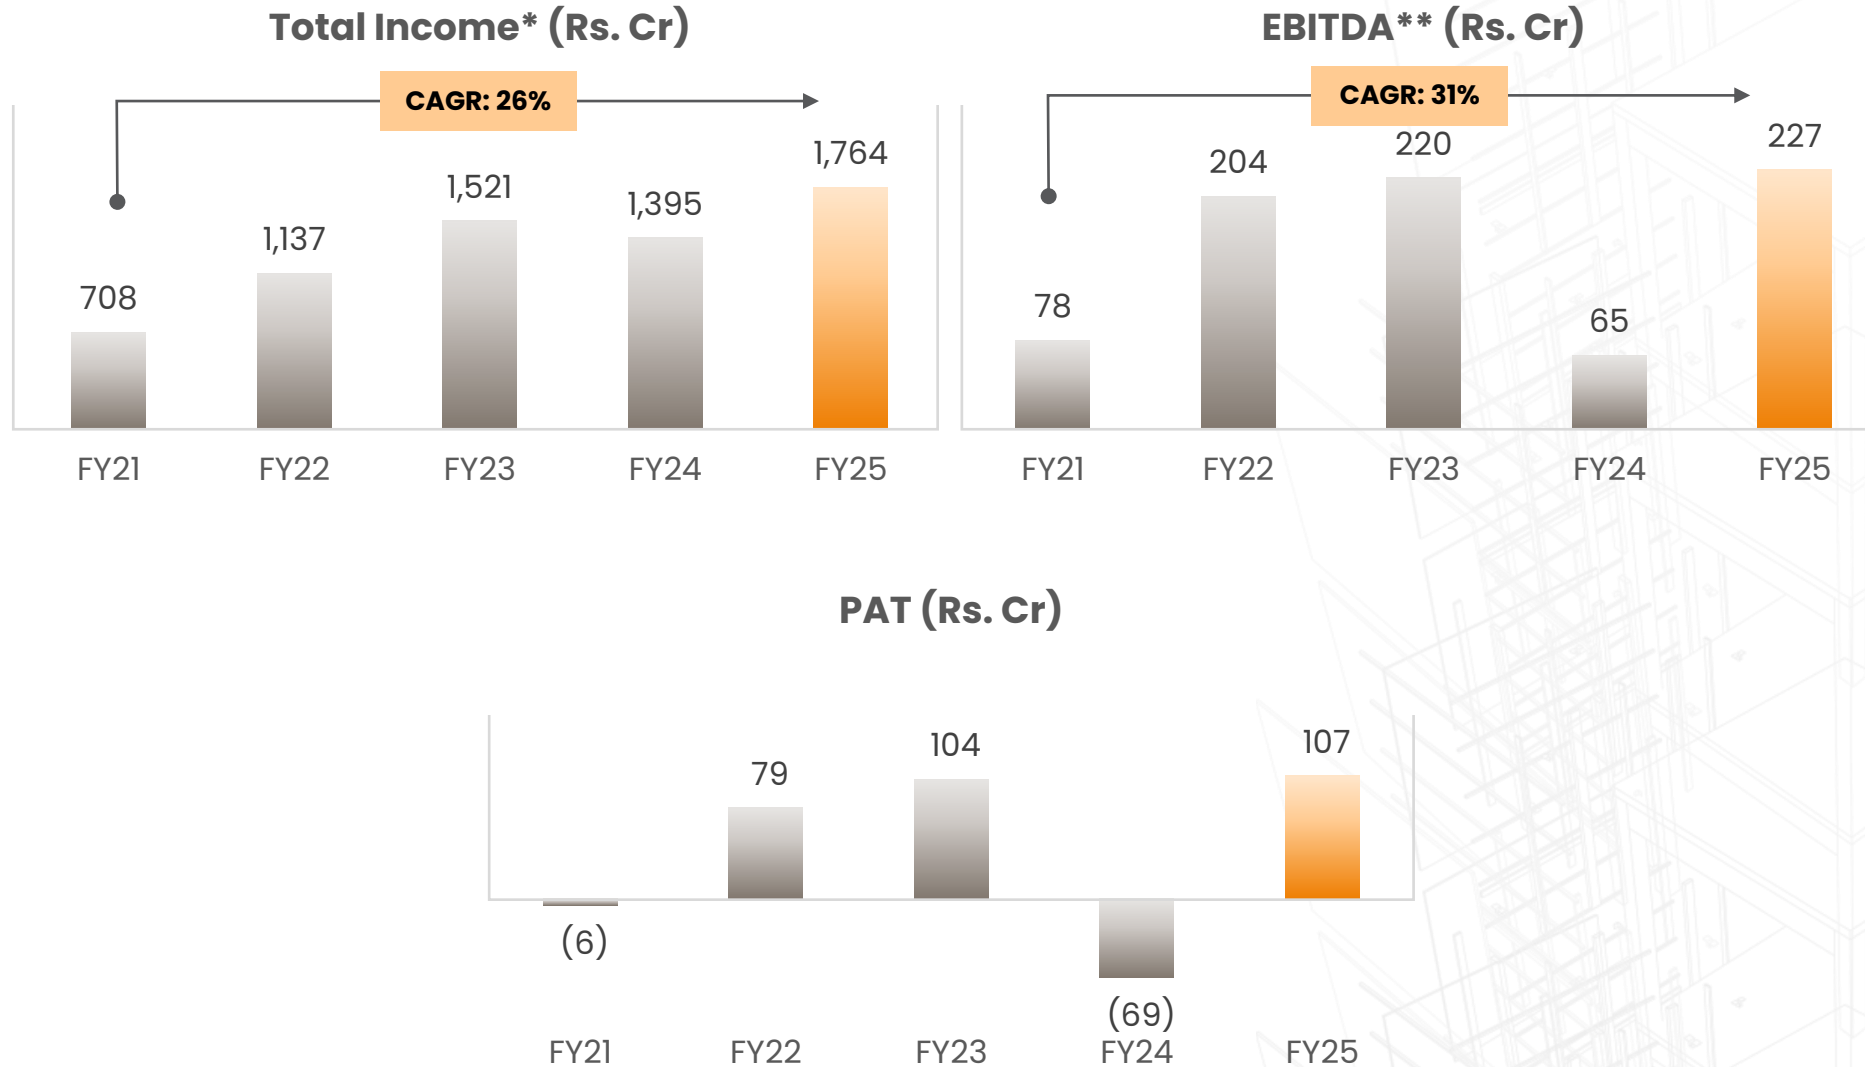 Total Income* (Rs. Cr)
CAGR: 26%
708
1,137
1,521
1,395
1,764
FY21 FY22 FY23 FY24 FY25
EBITDA** (Rs. Cr)
CAGR: 31%
78
204
220
65
227
FY21 FY22 FY23 FY24 FY25
PAT (Rs. Cr)
(6)
79
104
(69)
107
FY21 FY22 FY23 FY24 FY25